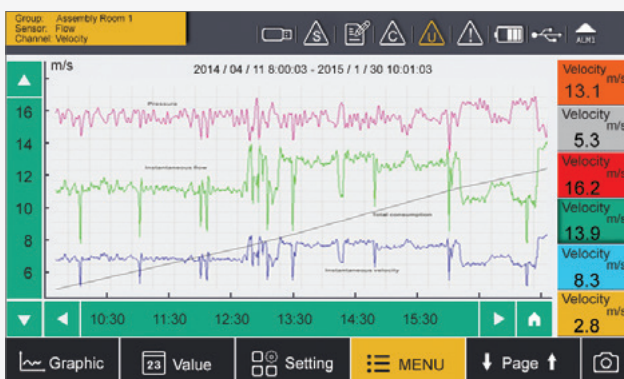 Group: Assembly Room 1
Sensor: Flow
Channel: Velocity
S
C
U
!
ALM1
m/s
2014 / 04 / 11 8:00:03 - 2015 / 1 / 30 10:01:03
16
14
12
10
8
6
Pressure
Instantaneous flow
Total consumption
Instantaneous velocity
Velocity
m/s
13.1
Velocity
m/s
5.3
Velocity
m/s
16.2
Velocity
m/s
13.9
Velocity
m/s
8.3
Velocity
m/s
2.8
10:30 11:30 12:30 13:30 14:30 15:30
Graphic
23 Value
Setting
MENU
Page